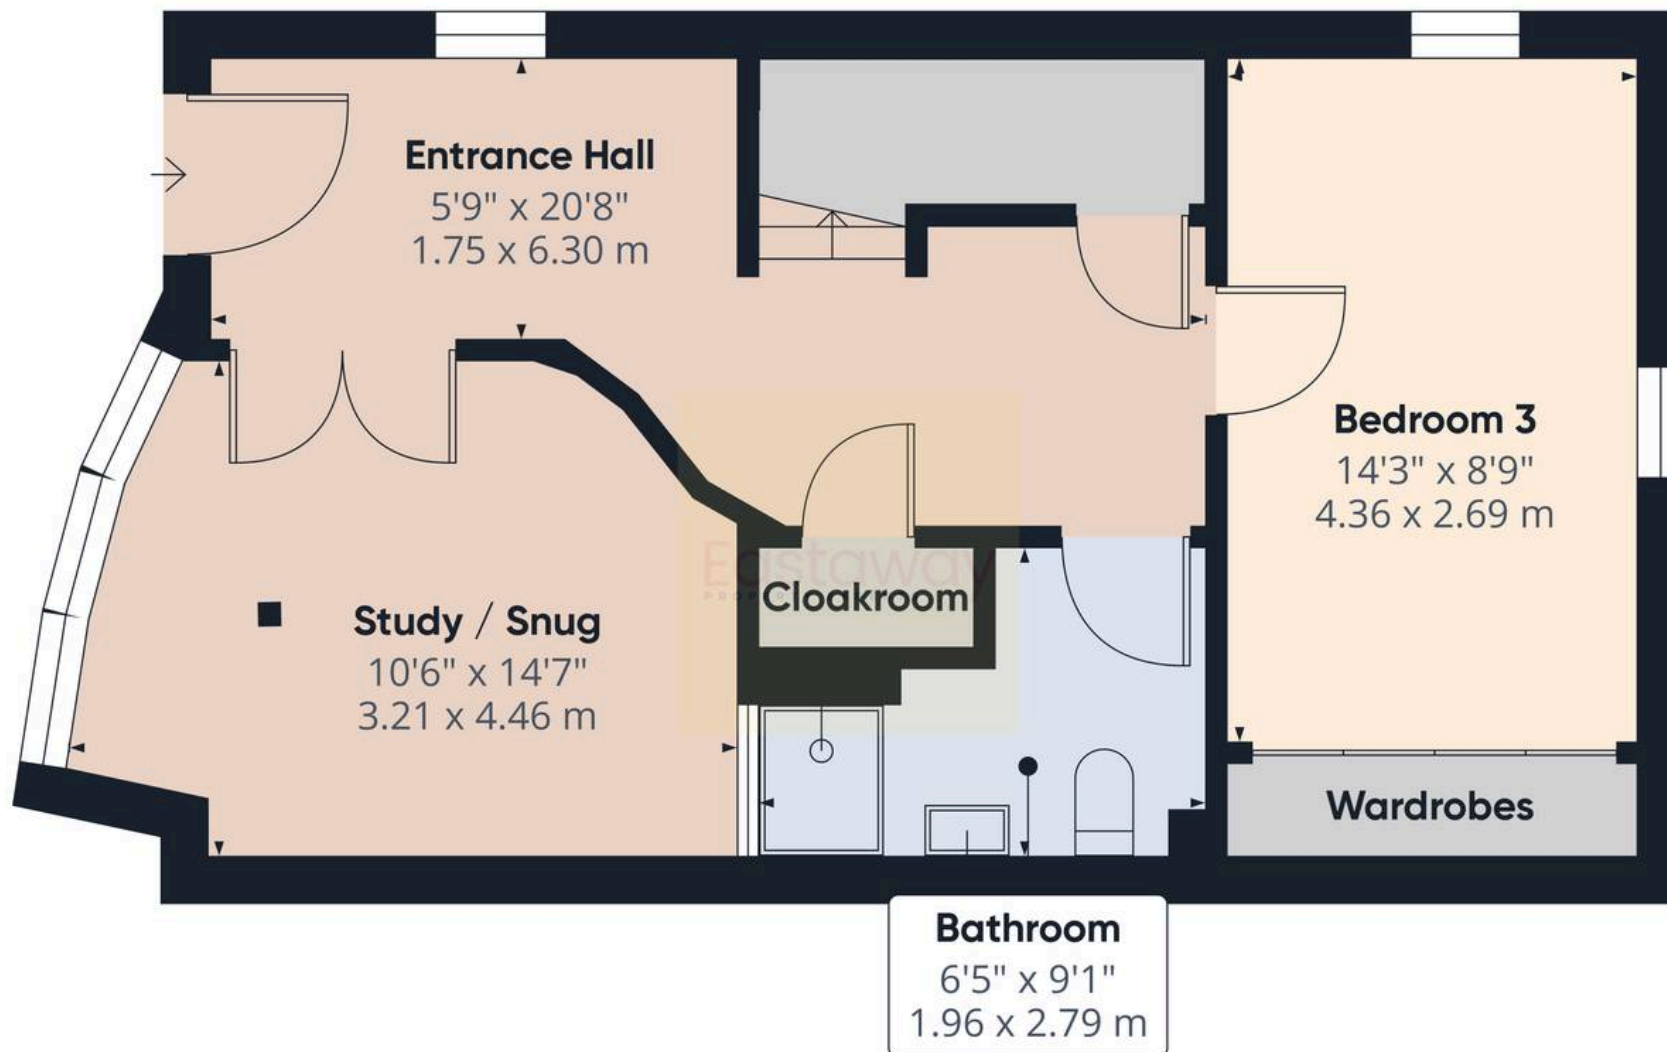 Entrance Hall
5'9" x 20'8"
1.75 x 6.30 m
Bedroom 3
14'3" x 8'9"
4.36 x 2.69 m
Eastaway
Cloakroom
Study / Snug
10'6" x 14'7"
3.21 x 4.46 m
Wardrobes
Bathroom
6'5" x 9'1"
1.96 x 2.79 m